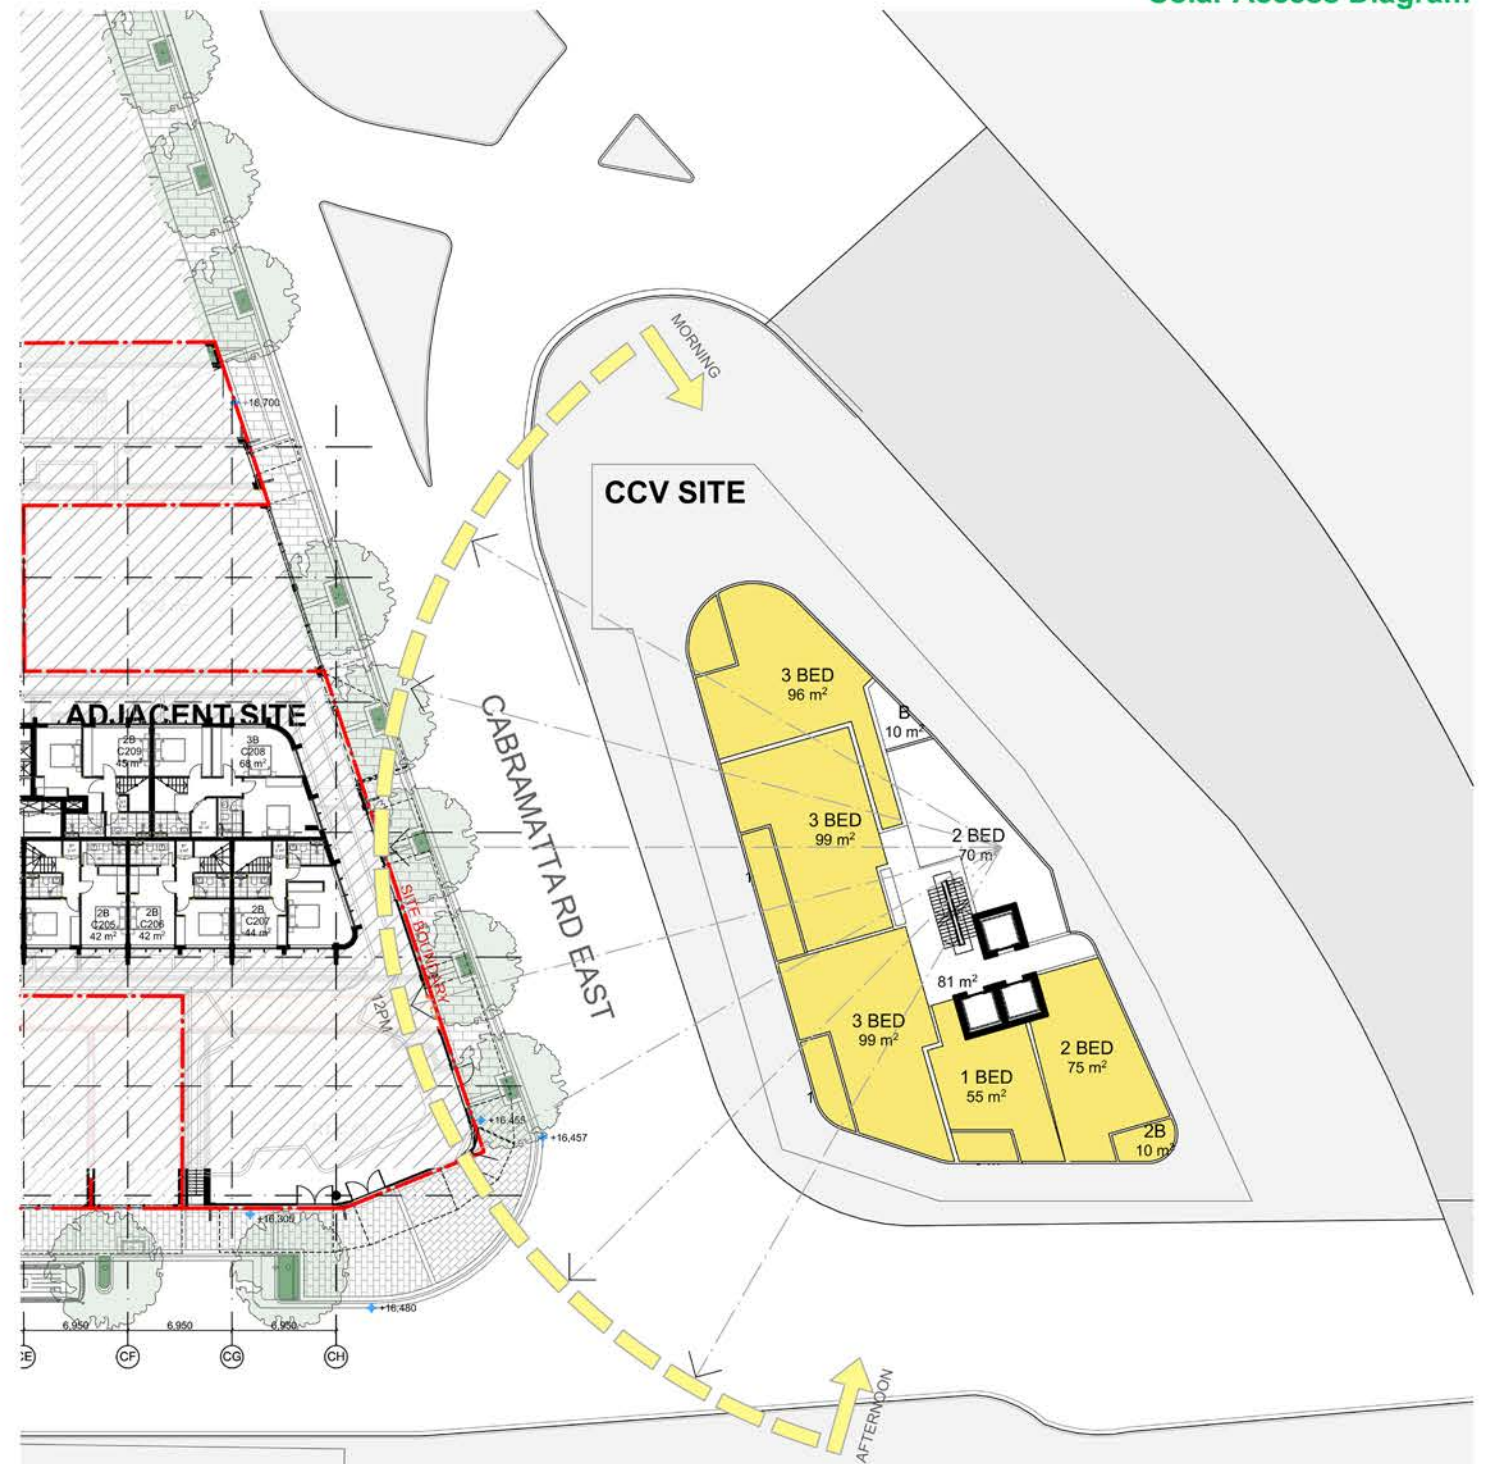 Solar Access Diagram
MORNING
+16,700
CCV SITE
3 BED
96 m²
B
10 m²
ADJACENT SITE
2B
C209
45 m²
3B
C208
68 m²
CABRAMATTA RD EAST
3 BED
99 m²
2 BED
70 m
1
2B
C205
42 m²
2B
C206
42 m²
2B
C207
44 m²
SITE BOUNDARY
12PM
81 m²
3 BED
99 m²
2 BED
75 m²
1 BED
55 m²
1
2B
10 m²
+16,455
+16,457
+16,305
+16,480
6,950
6,950
6,950
CE
CF
CG
CH
AFTERNOON